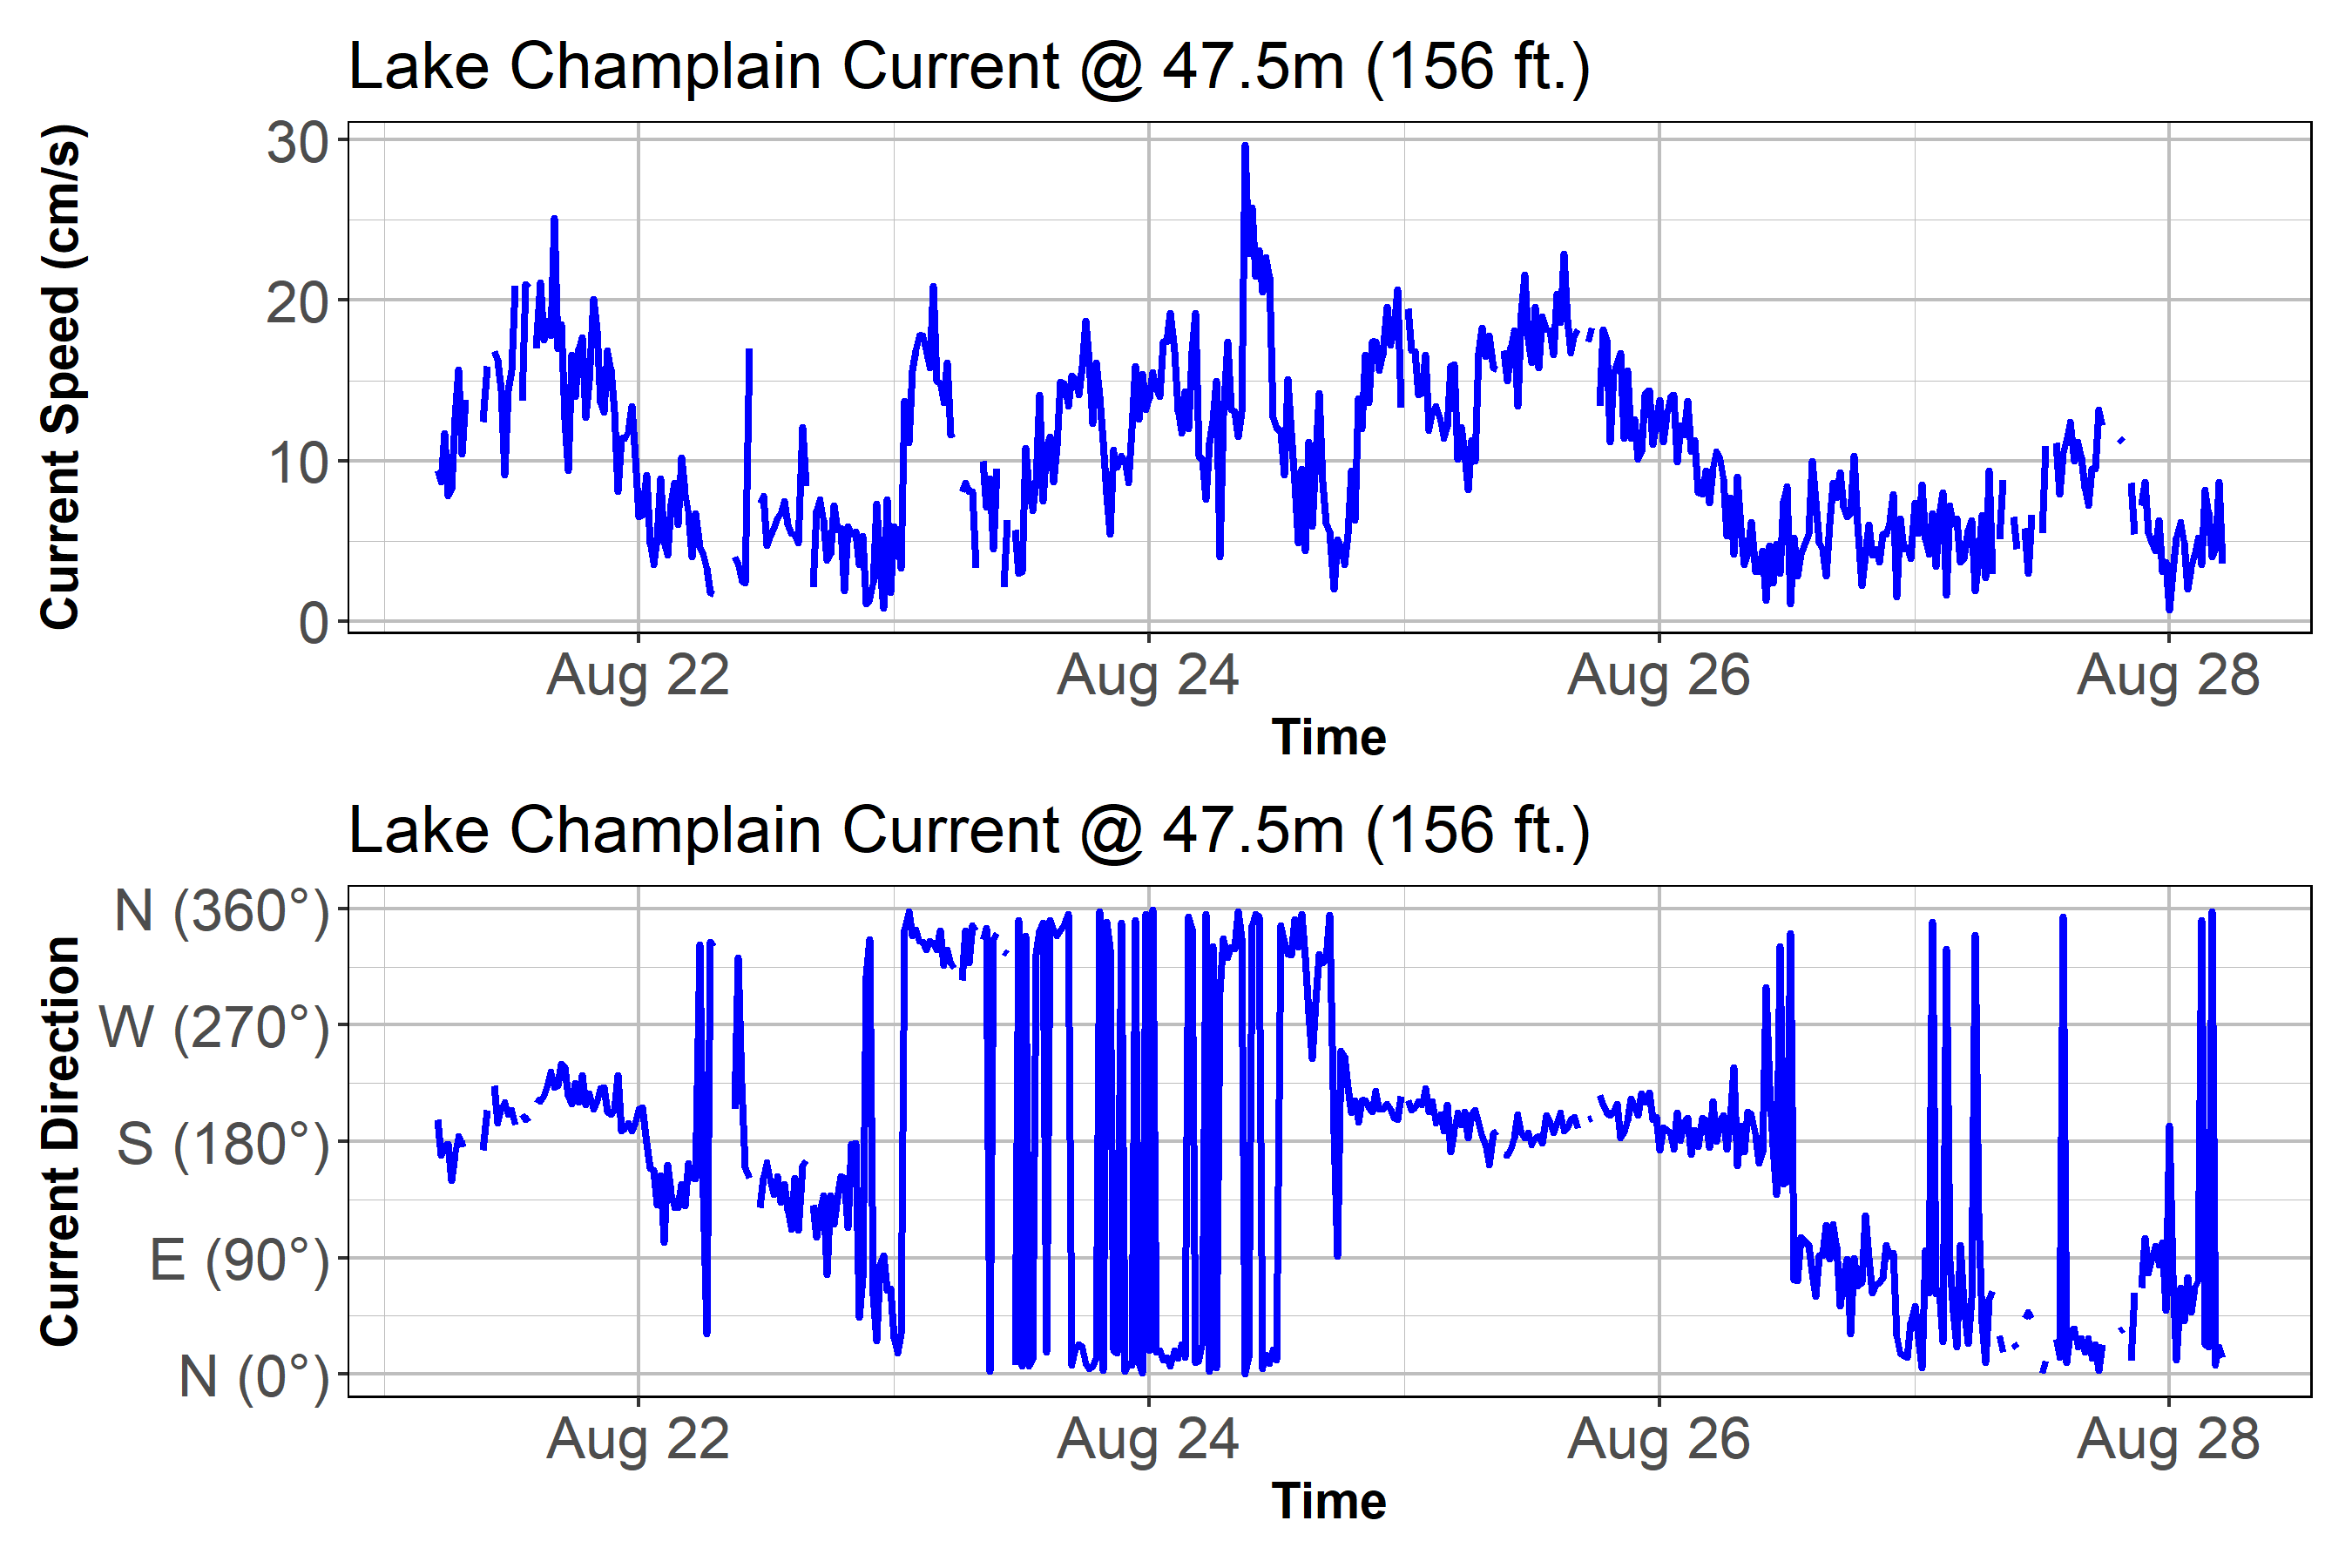 Lake Champlain Current @ 47.5m (156 ft.)
Current Speed (cm/s)
30
20
10
0
Aug 22 Aug 24 Aug 26 Aug 28
Time
Lake Champlain Current @ 47.5m (156 ft.)
Current Direction
N (360°)
W (270°)
S (180°)
E (90°)
N (0°)
Aug 22 Aug 24 Aug 26 Aug 28
Time